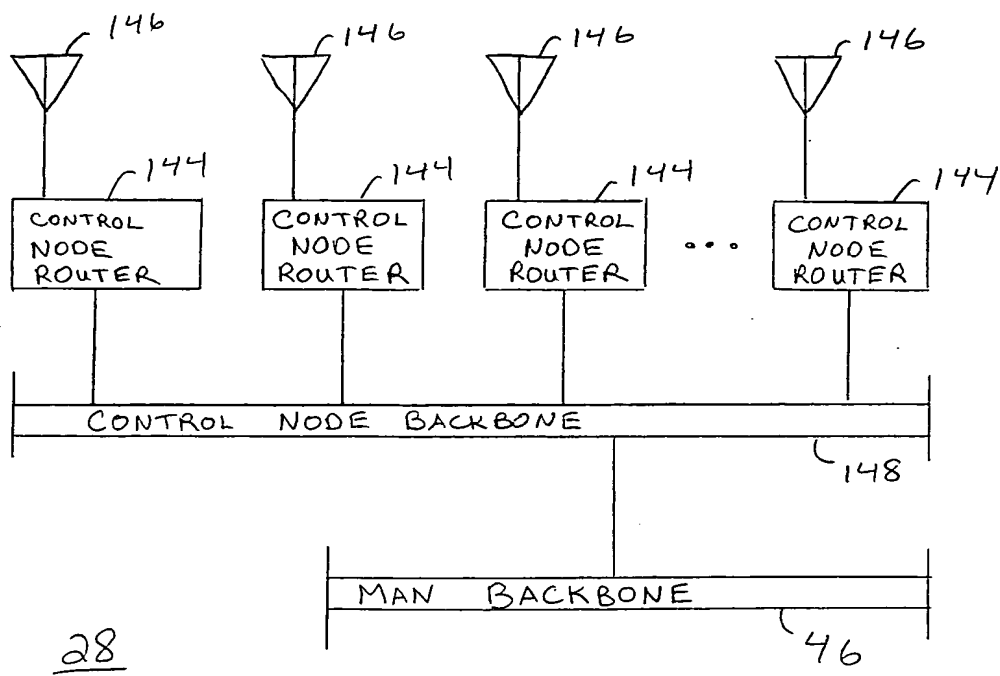 146
146
146
146
144
144
144
144
CONTROL
NODE
ROUTER
CONTROL
NODE
ROUTER
CONTROL
NODE
ROUTER
...
CONTROL
NODE
ROUTER
CONTROL NODE BACKBONE
148
MAN BACKBONE
46
28